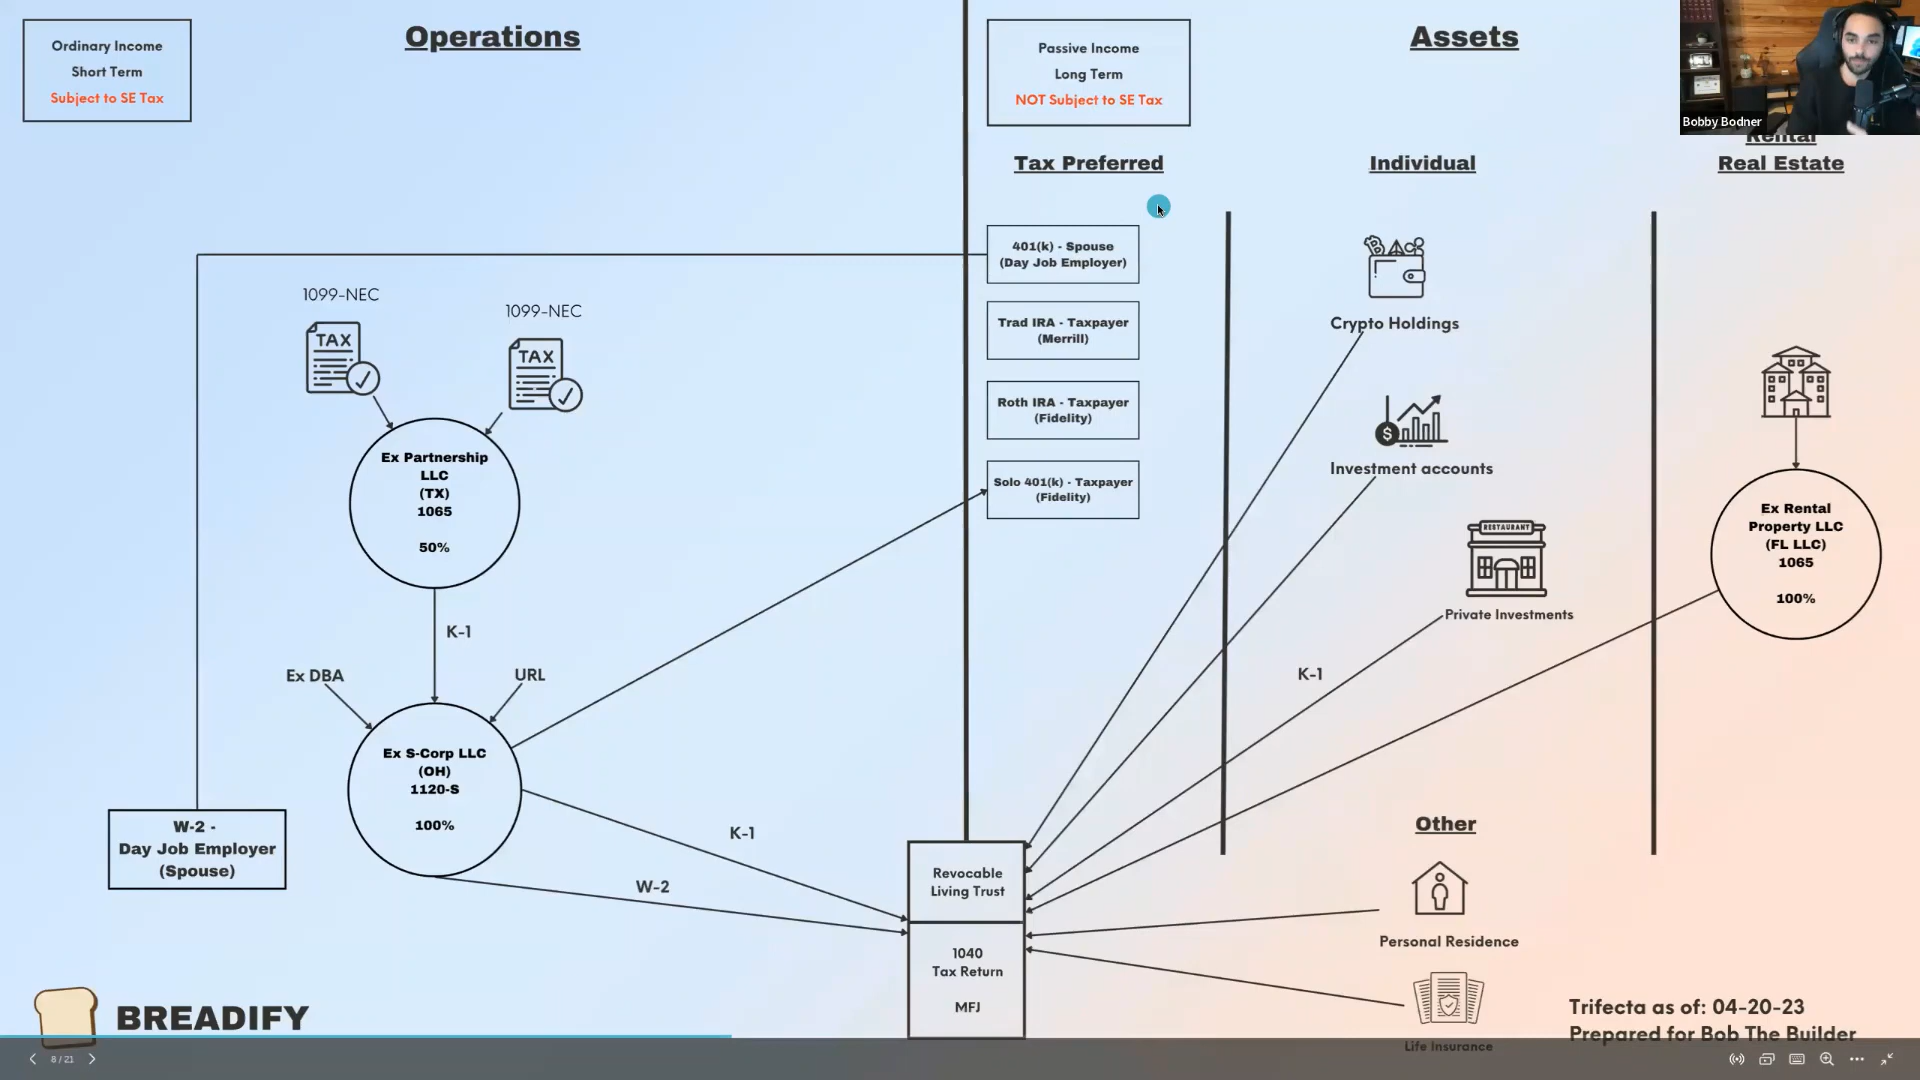 Ordinary Income
Short Term
Subject to SE Tax
Operations
Passive Income
Long Term
NOT Subject to SE Tax
Assets
Bobby Bodner
Tax Preferred
Individual
Rental
Real Estate
401(k) - Spouse
(Day Job Employer)
Trad IRA - Taxpayer
(Merrill)
Roth IRA - Taxpayer
(Fidelity)
Solo 401(k) - Taxpayer
(Fidelity)
1099-NEC
TAX
1099-NEC
TAX
Ex Partnership
LLC
(TX)
1065
50%
K-1
Ex DBA
URL
Ex S-Corp LLC
(OH)
1120-S
100%
W-2 -
Day Job Employer
(Spouse)
K-1
W-2
Crypto Holdings
Investment accounts
RESTAURANT
Private Investments
K-1
Ex Rental
Property LLC
(FL LLC)
1065
100%
Revocable
Living Trust
1040
Tax Return
MFJ
Other
Personal Residence
Life Insurance
BREADIFY
Trifecta as of: 04-20-23
Prepared for Bob The Builder
8 / 21